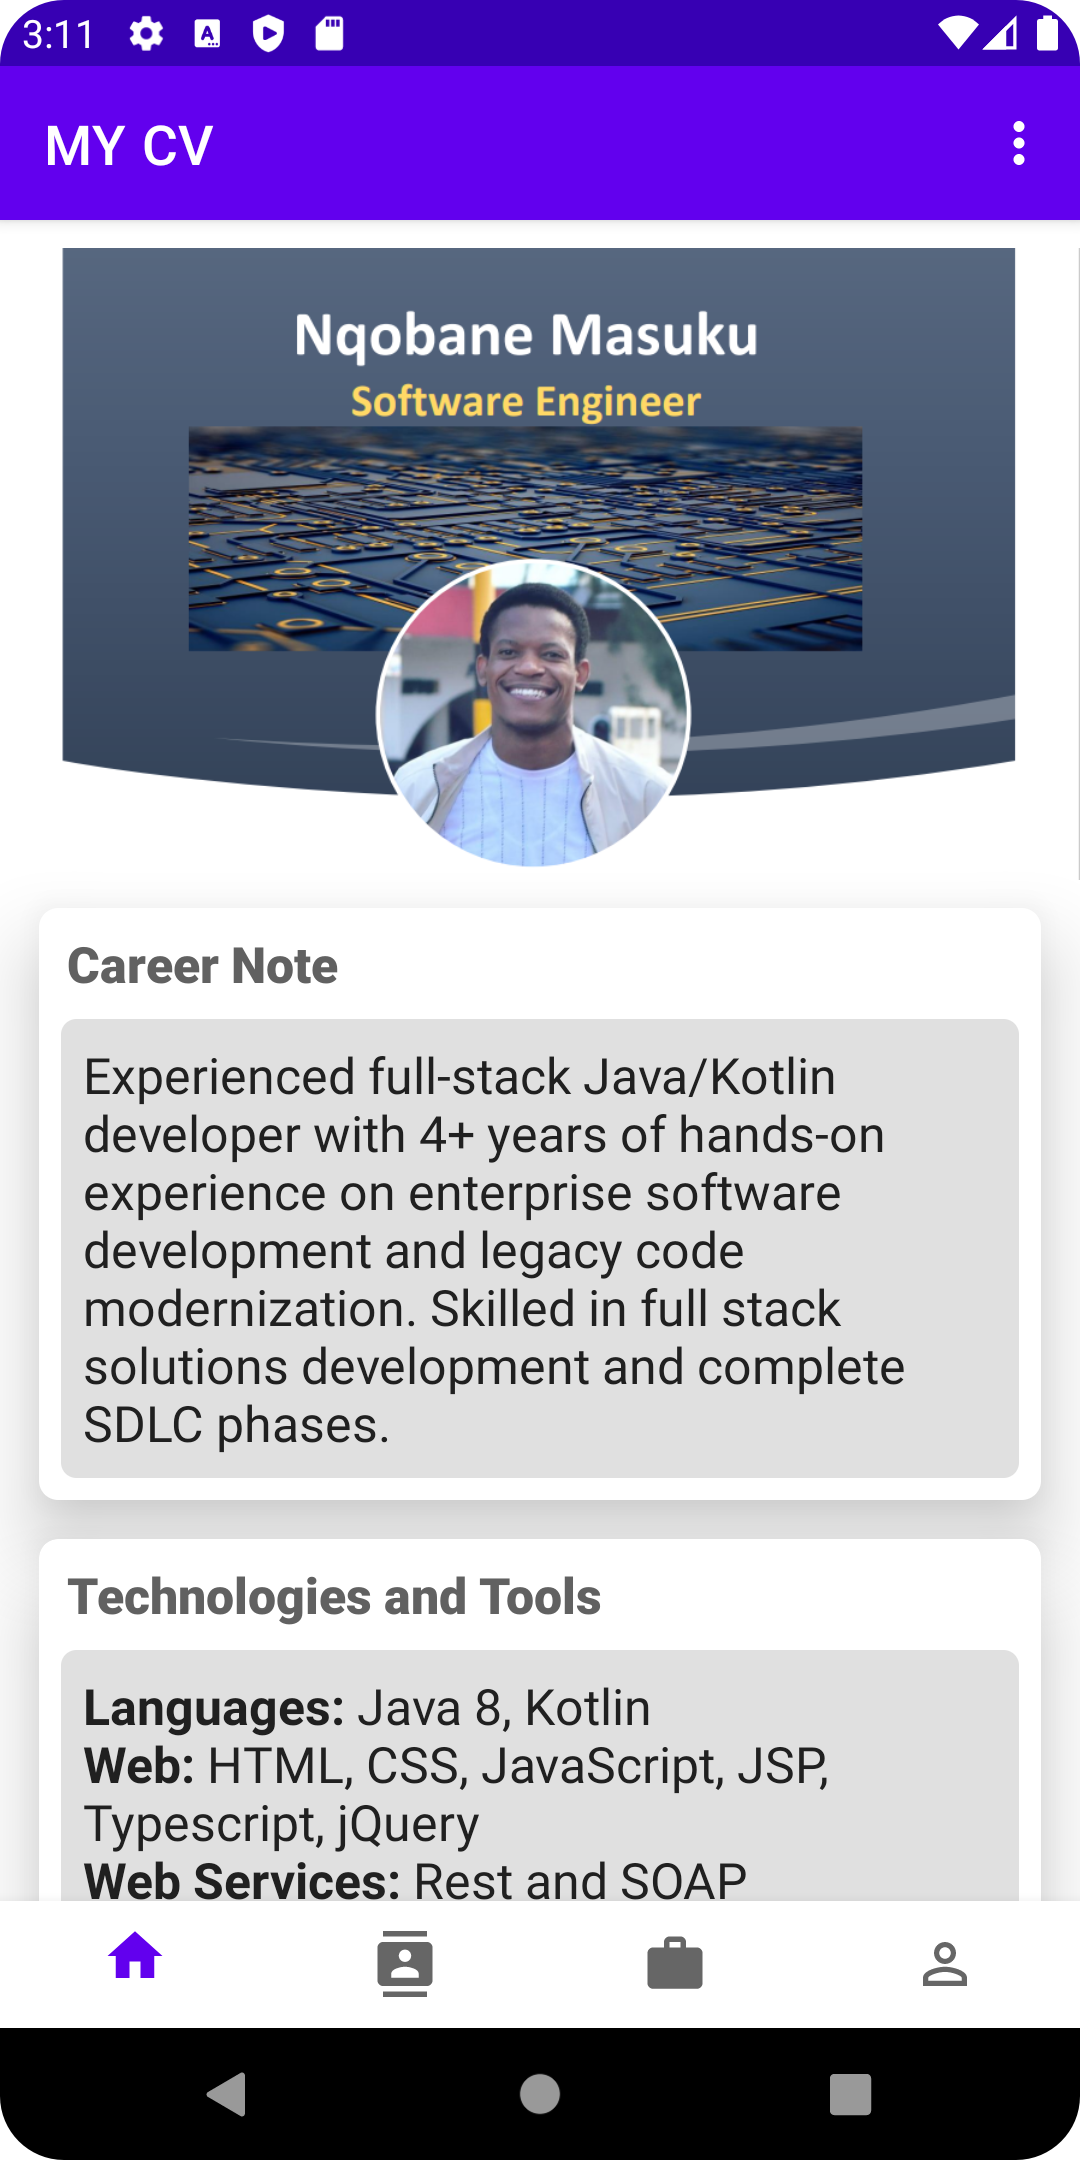 3:11
MY CV
Nqobane Masuku
Software Engineer
Career Note
Experienced full-stack Java/Kotlin
developer with 4+ years of hands-on
experience on enterprise software
development and legacy code
modernization. Skilled in full stack
solutions development and complete
SDLC phases.
Technologies and Tools
Languages: Java 8, Kotlin
Web: HTML, CSS, JavaScript, JSP,
Typescript, jQuery
Web Services: Rest and SOAP